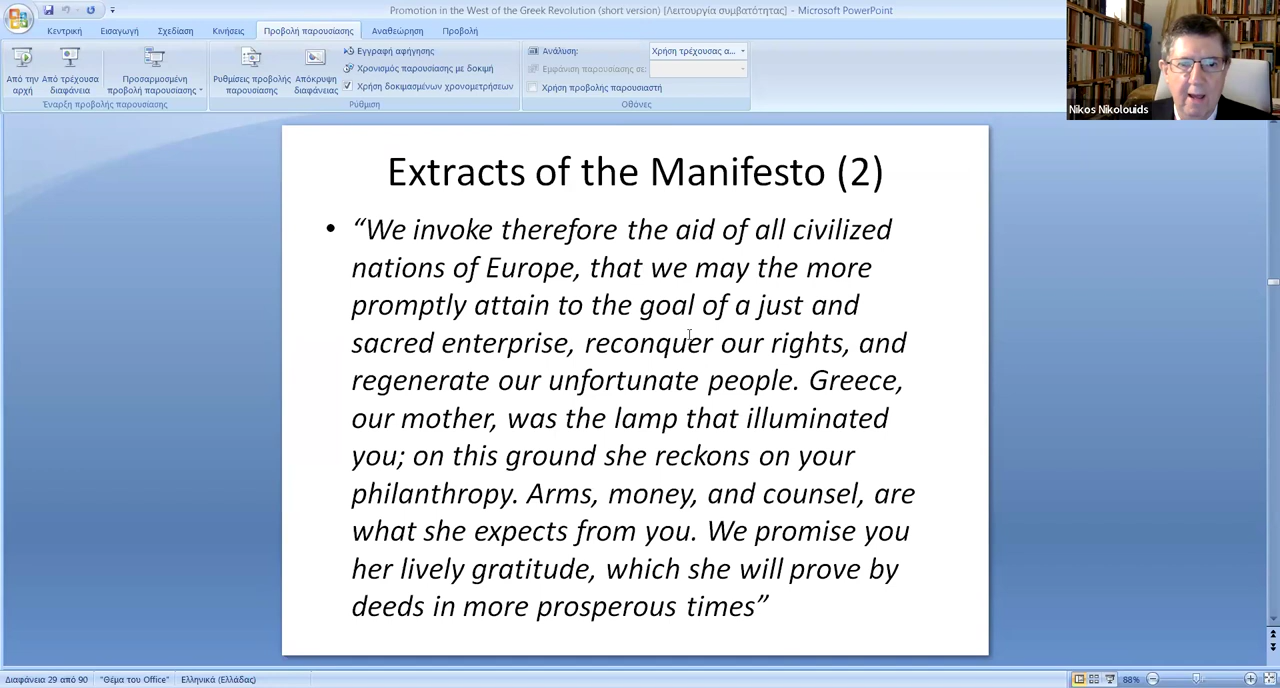 Promotion in the West of the Greek Revolution (short version) [Λειτουργία συμβατότητας] - Microsoft PowerPoint
Κεντρική Εισαγωγή Σχεδίαση Κινήσεις Προβολή παρουσίασης Αναθεώρηση Προβολή
Από την αρχή
Από τρέχουσα διαφάνεια
Προσαρμοσμένη προβολή παρουσίασης
Έναρξη προβολής παρουσίασης
Ρυθμίσεις προβολής παρουσίασης
Απόκρυψη διαφάνειας
Εγγραφή αφήγησης
Χρονισμός παρουσίασης με δοκιμή
Χρήση δοκιμασμένων χρονομετρήσεων
Ρύθμιση
Ανάλυση: Χρήση τρέχουσας α...
Εμφάνιση παρουσίασης σε:
Χρήση προβολής παρουσιαστή
Οθόνες
Nikos Nikolouids
Extracts of the Manifesto (2)
• “We invoke therefore the aid of all civilized
nations of Europe, that we may the more
promptly attain to the goal of a just and
sacred enterprise, reconquer our rights, and
regenerate our unfortunate people. Greece,
our mother, was the lamp that illuminated
you; on this ground she reckons on your
philanthropy. Arms, money, and counsel, are
what she expects from you. We promise you
her lively gratitude, which she will prove by
deeds in more prosperous times”
Διαφάνεια 29 από 90 "Θέμα του Office" Ελληνικά (Ελλάδας) 88%